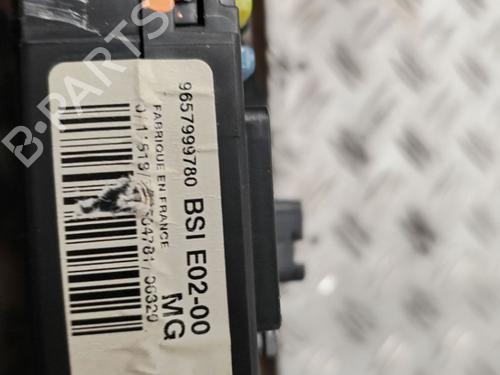 9657999780 BSI E02-00
FABRIQUE EN FRANCE MG
B-PARTS